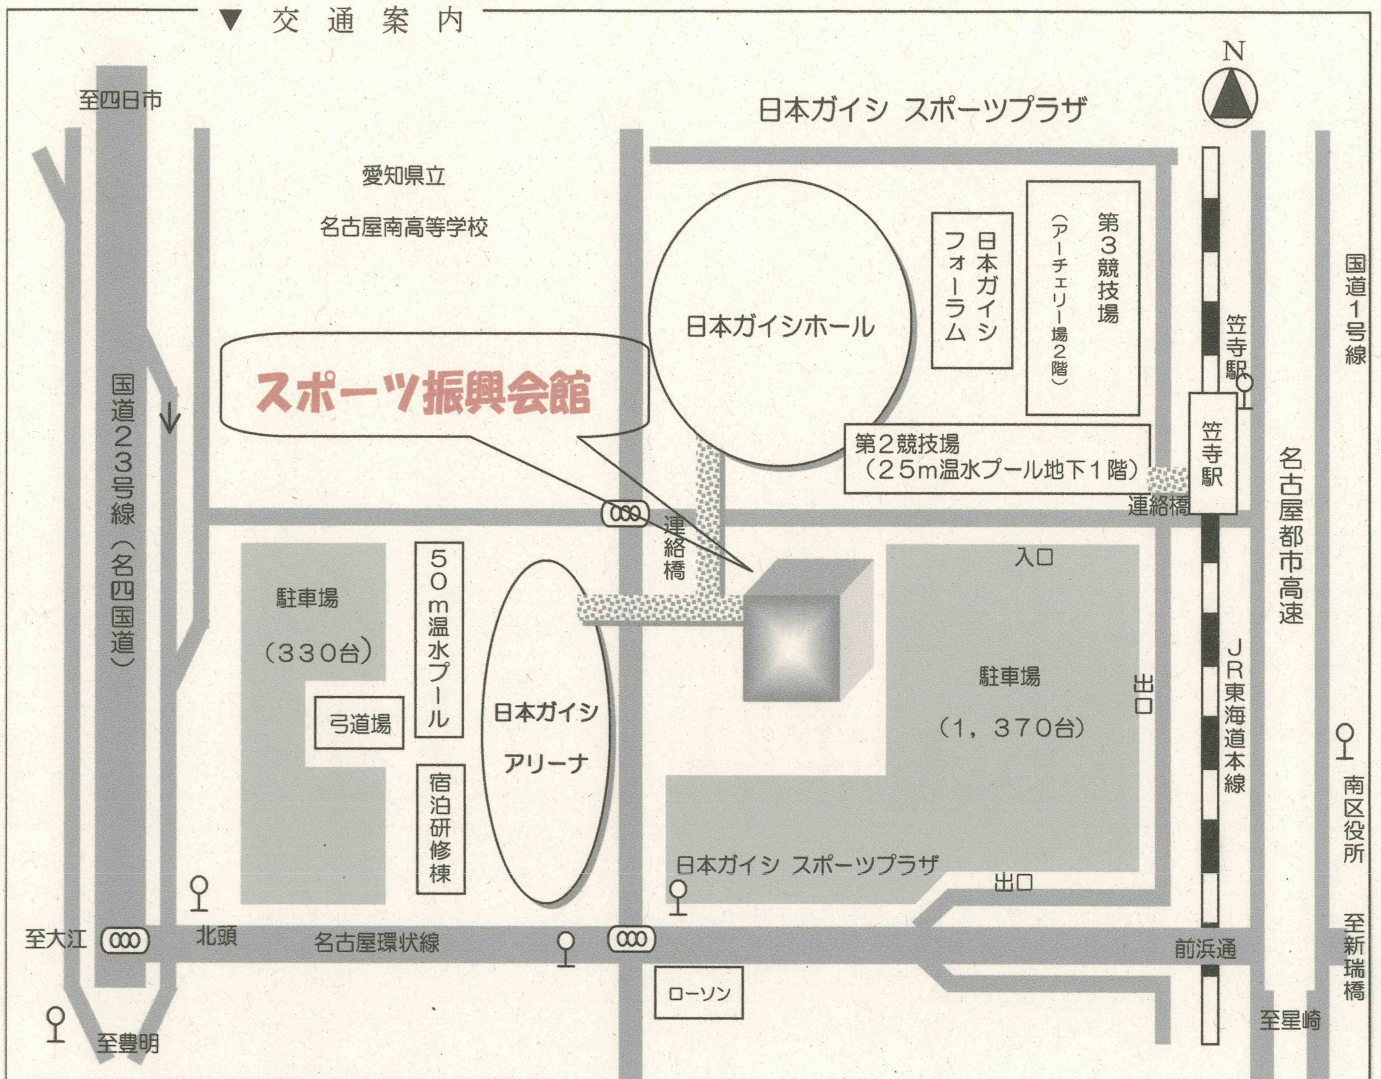 ▼ 交通案内
N
至四日市
日本ガイシ スポーツプラザ
愛知県立
名古屋南高等学校
日本ガイシホール
日本ガイシ
フォーラム
第3競技場
（アーチェリー場2階）
国道1号線
笠寺駅
笠寺駅
スポーツ振興会館
第2競技場
（25m温水プール地下1階）
連絡橋
国道23号線（名四国道）
名古屋都市高速
連絡橋
入口
駐車場
（330台）
50m温水プール
弓道場
日本ガイシ
アリーナ
宿泊研修棟
駐車場
（1，370台）
出口
JR東海道本線
南区役所
日本ガイシ スポーツプラザ
出口
至大江
北頭
名古屋環状線
前浜通
至新瑞橋
ローソン
至豊明
至星崎